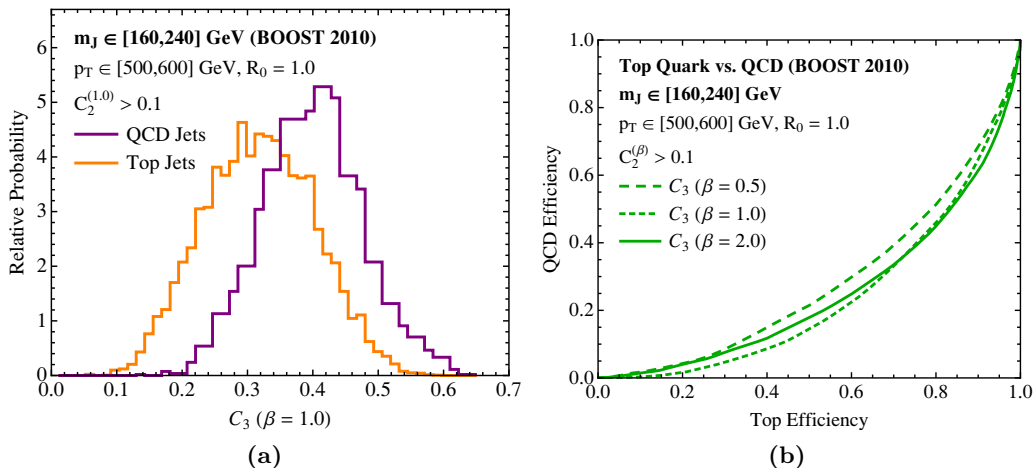 m_J ∈ [160,240] GeV (BOOST 2010)
p_T ∈ [500,600] GeV, R_0 = 1.0
C_2^(1.0) > 0.1
QCD Jets
Top Jets
Relative Probability
6
5
4
3
2
1
0
0.0 0.1 0.2 0.3 0.4 0.5 0.6 0.7
C_3 (β = 1.0)
(a)
Top Quark vs. QCD (BOOST 2010)
m_J ∈ [160,240] GeV
p_T ∈ [500,600] GeV, R_0 = 1.0
C_2^(β) > 0.1
C_3 (β = 0.5)
C_3 (β = 1.0)
C_3 (β = 2.0)
QCD Efficiency
1.0
0.8
0.6
0.4
0.2
0.0
0.0 0.2 0.4 0.6 0.8 1.0
Top Efficiency
(b)